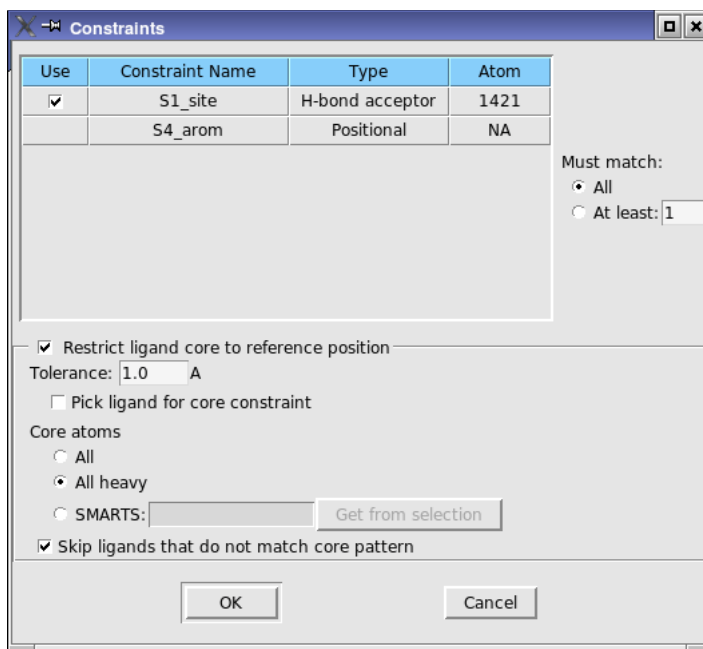 Constraints
Use Constraint Name Type Atom
S1_site H-bond acceptor 1421
S4_arom Positional NA
Must match:
All
At least: 1
Restrict ligand core to reference position
Tolerance: 1.0 A
Pick ligand for core constraint
Core atoms
All
All heavy
SMARTS: Get from selection
Skip ligands that do not match core pattern
OK Cancel